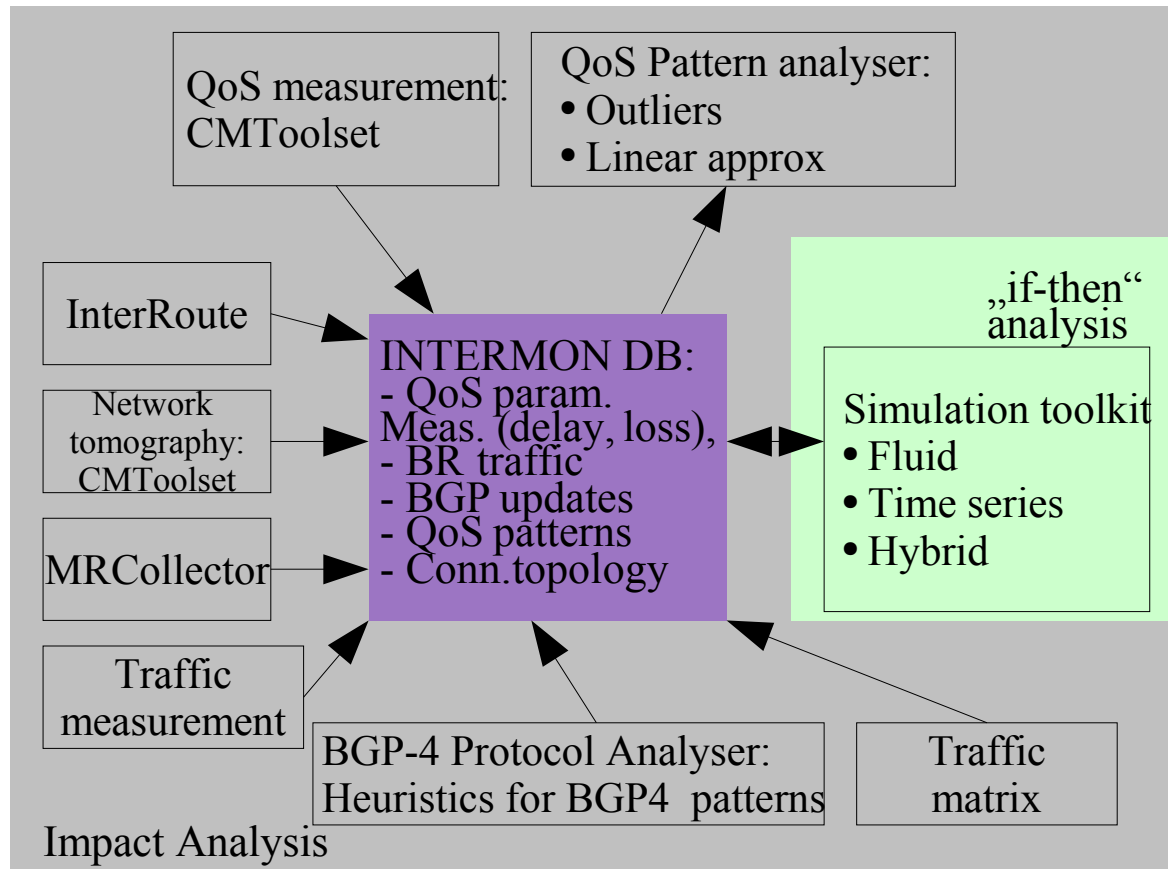 QoS measurement:
CMToolset
QoS Pattern analyser:
• Outliers
• Linear approx
InterRoute
Network
tomography:
CMToolset
MRCollector
Traffic
measurement
INTERMON DB:
- QoS param.
Meas. (delay, loss),
- BR traffic
- BGP updates
- QoS patterns
- Conn.topology
„if-then“
analysis
Simulation toolkit
• Fluid
• Time series
• Hybrid
BGP-4 Protocol Analyser:
Heuristics for BGP4 patterns
Traffic
matrix
Impact Analysis